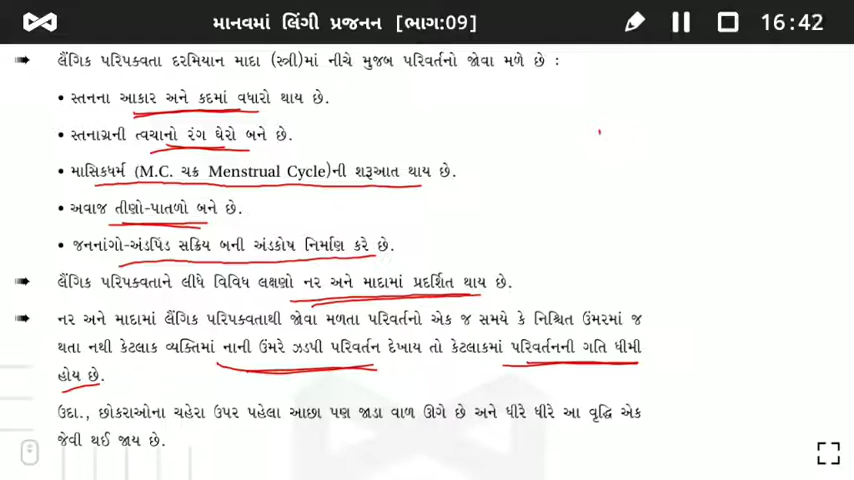 માનવમાં લિંગી પ્રજનન [ભાગ:09]
16:42
➠ લૈંગિક પરિપક્વતા દરમિયાન માદા (સ્ત્રી)માં નીચે મુજબ પરિવર્તનો જોવા મળે છે :
• સ્તનના આકાર અને કદમાં વધારો થાય છે.
• સ્તનાગ્રની ત્વચાનો રંગ ઘેરો બને છે.
• માસિકધર્મ (M.C. ચક્ર Menstrual Cycle)ની શરૂઆત થાય છે.
• અવાજ તીણો-પાતળો બને છે.
• જનનાંગો-અંડપિંડ સક્રિય બની અંડકોષ નિર્માણ કરે છે.
➠ લૈંગિક પરિપક્વતાને લીધે વિવિધ લક્ષણો નર અને માદામાં પ્રદર્શિત થાય છે.
➠ નર અને માદામાં લૈંગિક પરિપક્વતાથી જોવા મળતા પરિવર્તનો એક જ સમયે કે નિશ્ચિત ઉંમરમાં જ
થતા નથી કેટલાક વ્યક્તિમાં નાની ઉંમરે ઝડપી પરિવર્તન દેખાય તો કેટલાકમાં પરિવર્તનની ગતિ ધીમી
હોય છે.
ઉદા., છોકરાઓના ચહેરા ઉપર પહેલા આછા પણ જાડા વાળ ઊગે છે અને ધીરે ધીરે આ વૃદ્ધિ એક
જેવી થઈ જાય છે.